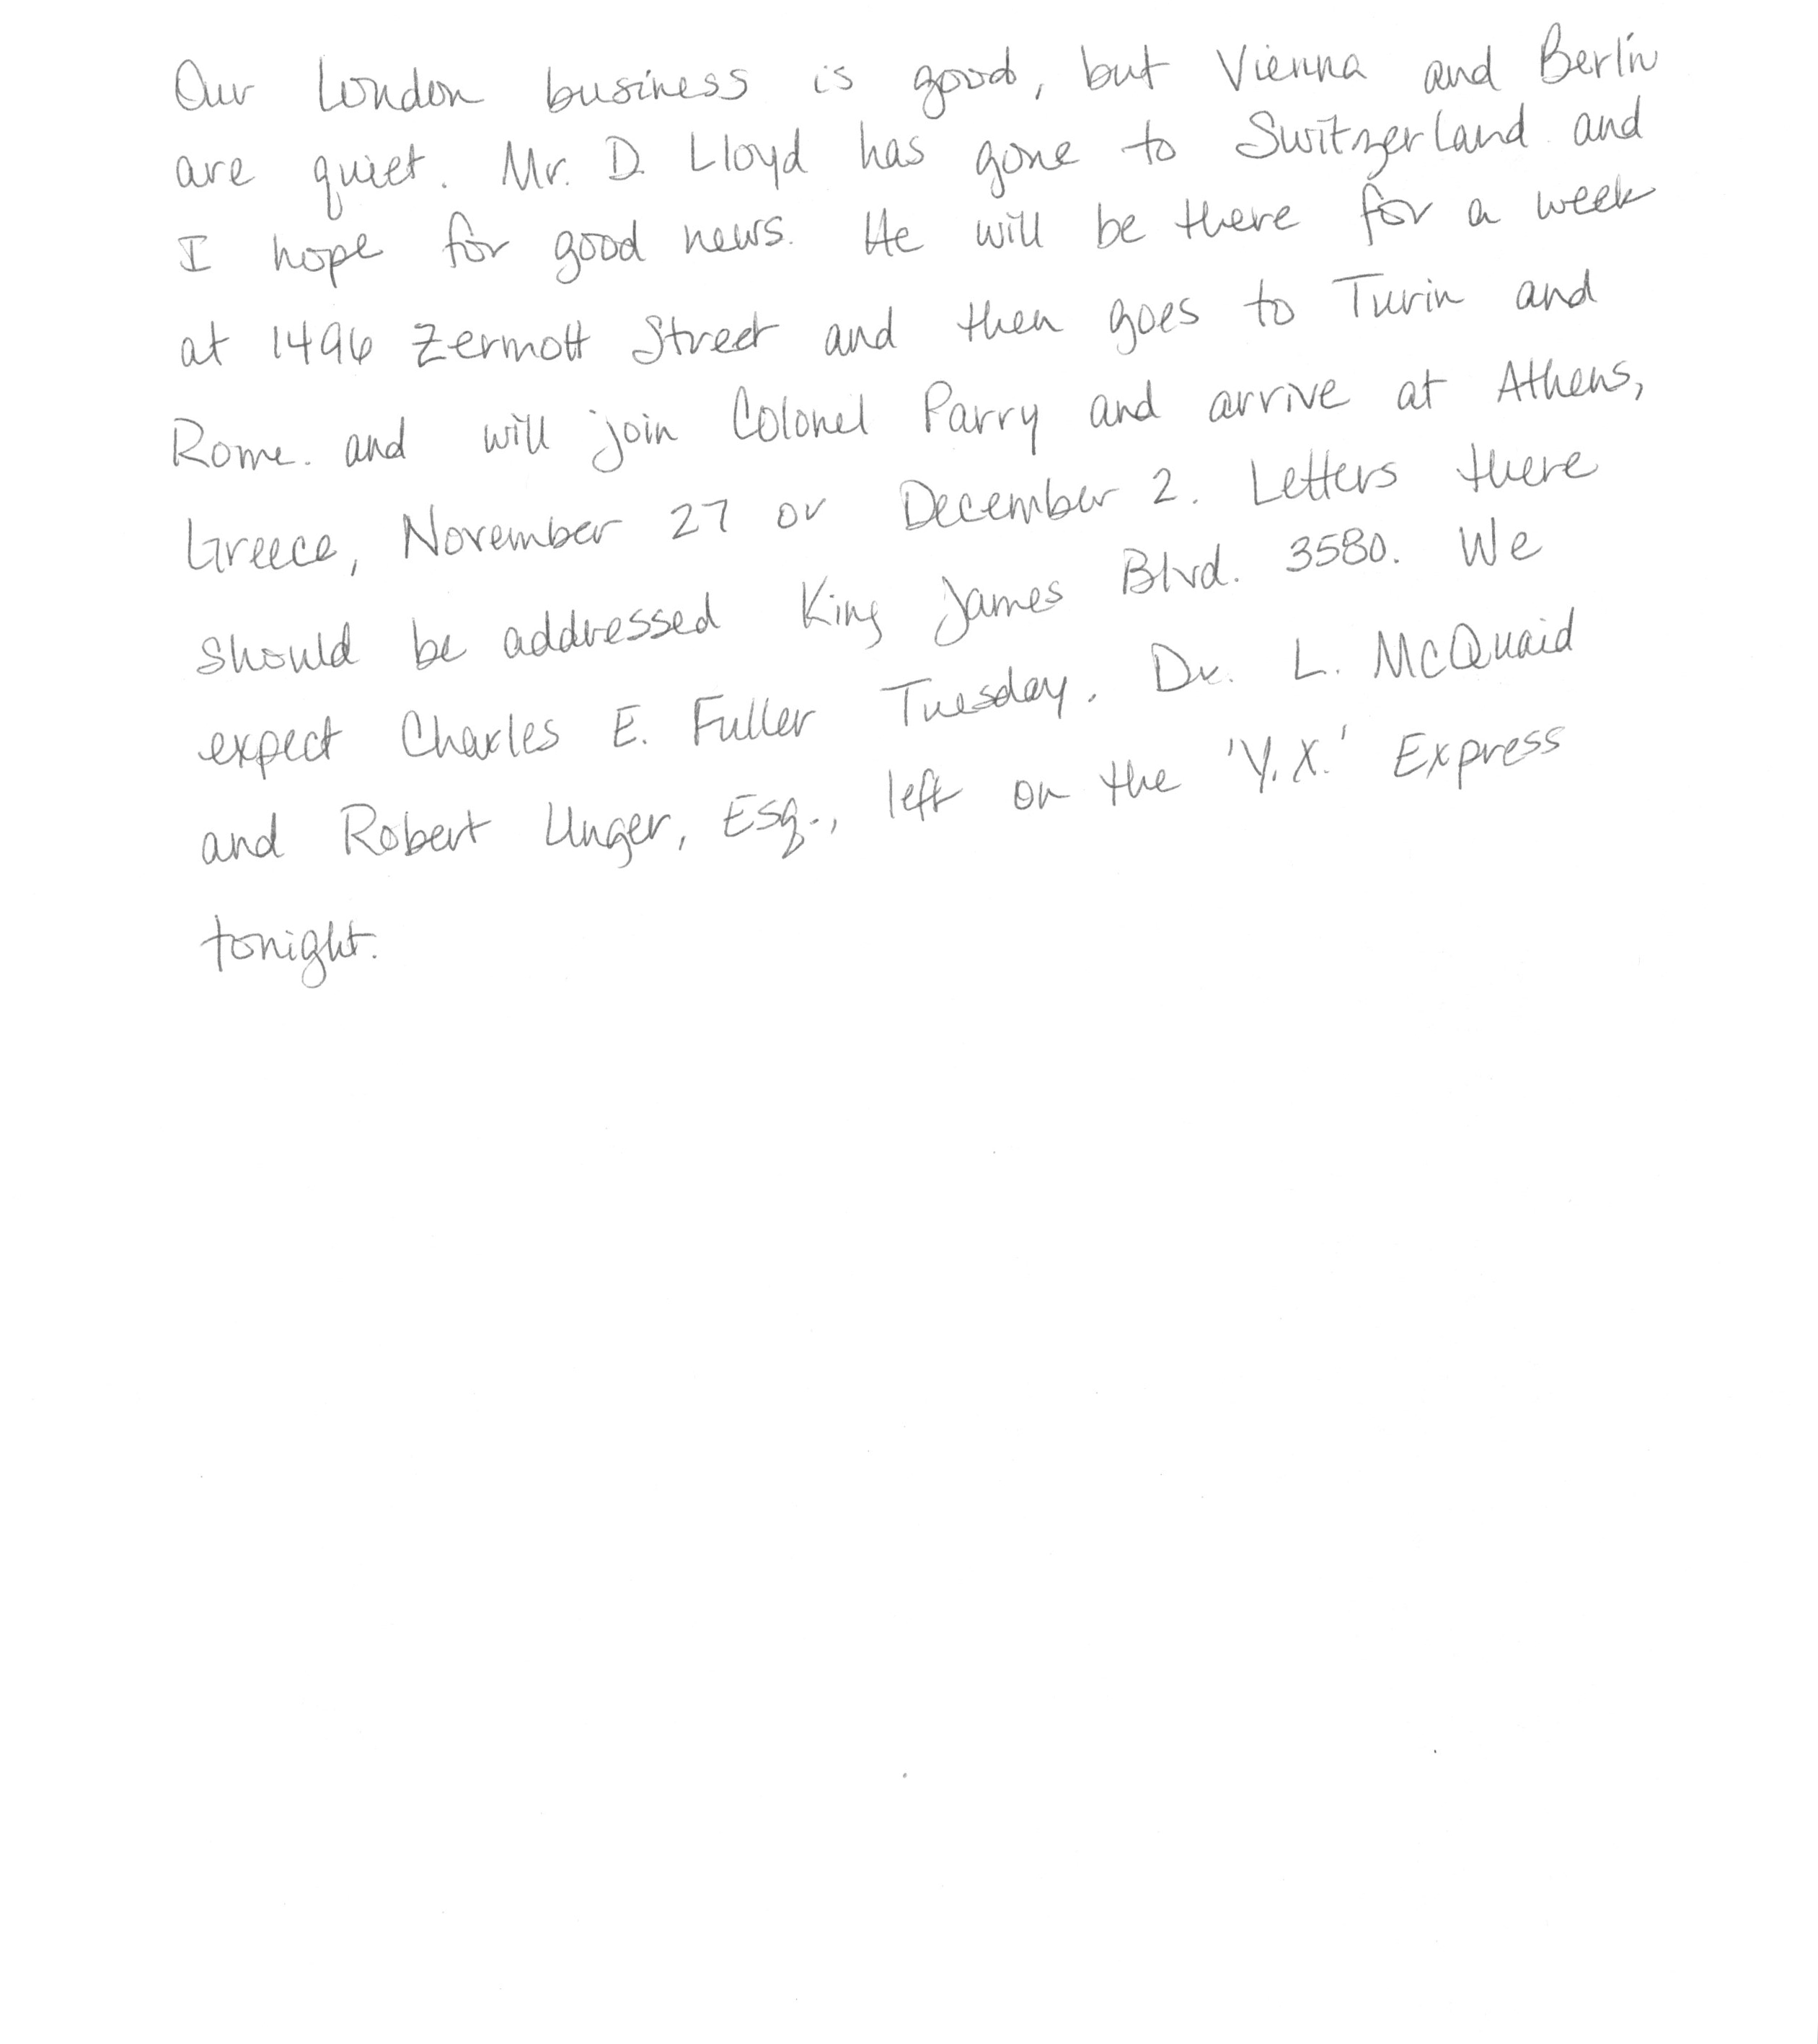 Our London business is good, but Vienna and Berlin
are quiet. Mr. D. Lloyd has gone to Switzerland and
I hope for good news. He will be there for a week
at 1496 Zermott Street and then goes to Turin and
Rome. and will join Colonel Parry and arrive at Athens,
Greece, November 27 or December 2. Letters there
should be addressed King James Blvd. 3580. We
expect Charles E. Fuller Tuesday. Dr. L. McQuaid
and Robert Unger, Esq., left on the 'Y.X.' Express
tonight.